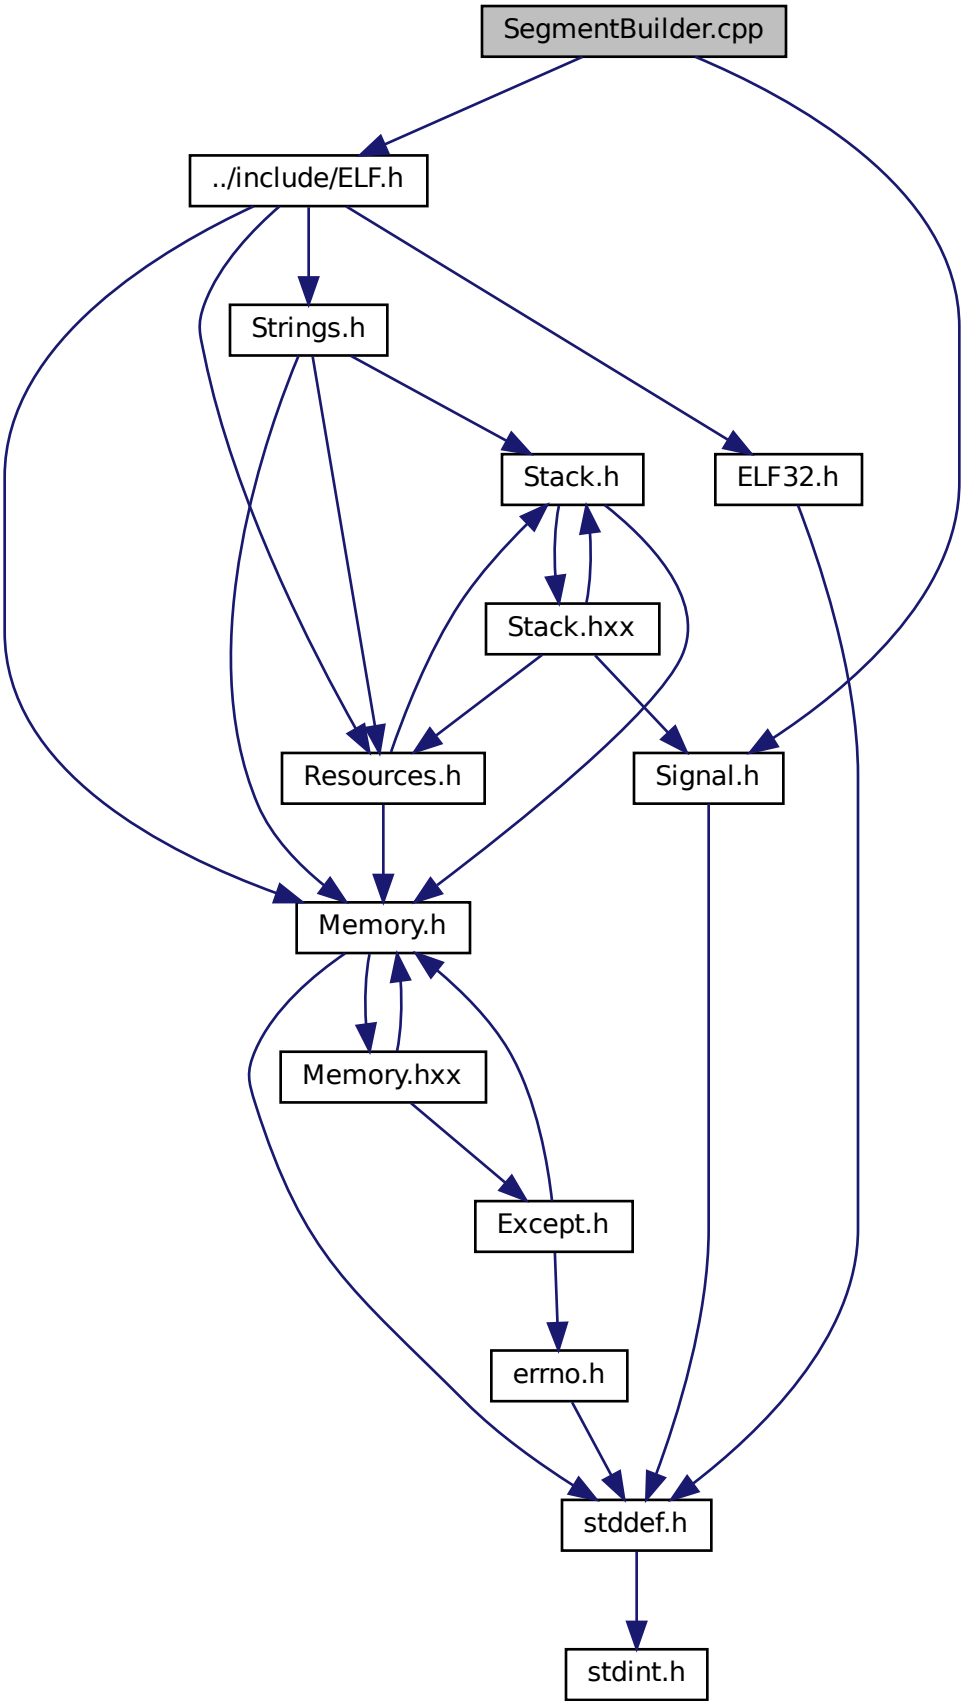 SegmentBuilder.cpp
../include/ELF.h
Strings.h
Stack.h
ELF32.h
Stack.hxx
Resources.h
Signal.h
Memory.h
Memory.hxx
Except.h
errno.h
stddef.h
stdint.h